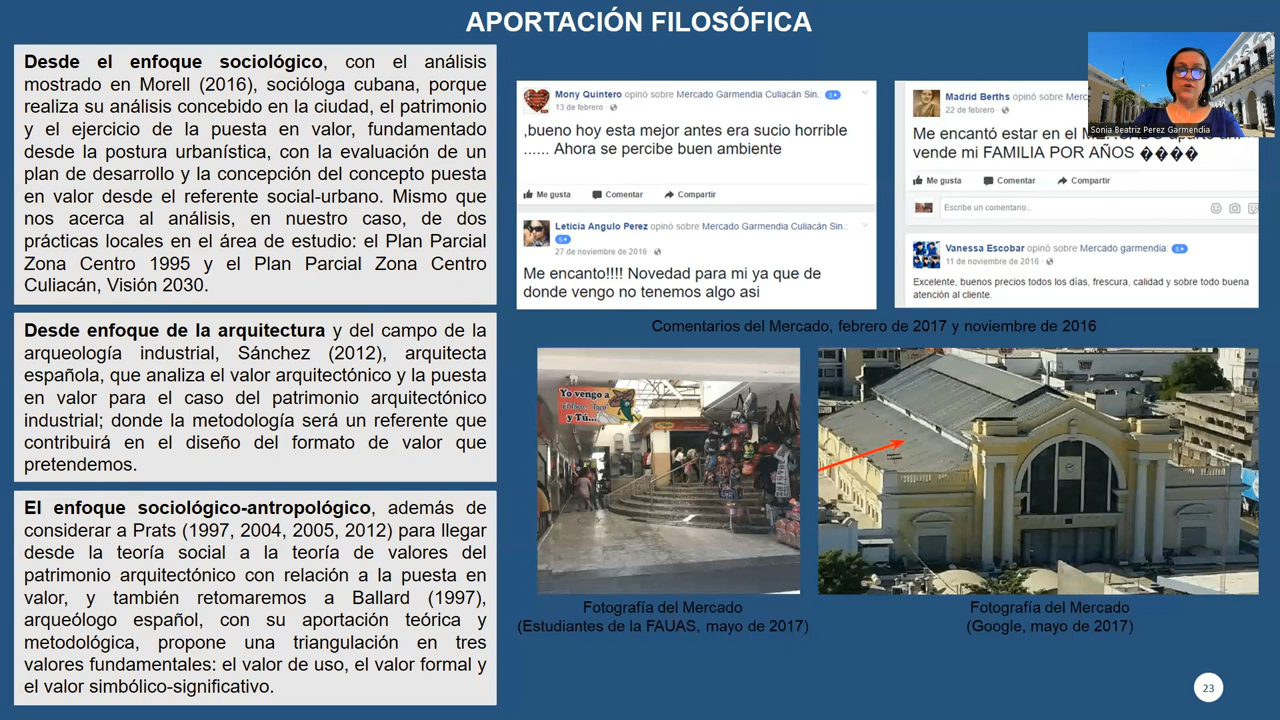 APORTACIÓN FILOSÓFICA
Desde el enfoque sociológico, con el análisis
mostrado en Morell (2016), socióloga cubana, porque
realiza su analisis concebido en la ciudad, el patrimonio
y el ejercicio de la puesta en valor, fundamentado
desde la postura urbanística, con la evaluación de un
plan de desarrollo y la concepción del concepto puesta
en valor desde el referente social-urbano. Mismo que
nos acerca al análisis, en nuestro caso, de dos
prácticas locales en el área de estudio: el Plan Parcial
Zona Centro 1995 y el Plan Parcial Zona Centro
Culiacán, Visión 2030.
Desde enfoque de la arquitectura y del campo de la
arqueología industrial, Sánchez (2012), arquitecta
española, que analiza el valor arquitectónico y la puesta
en valor para el caso del patrimonio arquitectónico
industrial; donde la metodología será un referente que
contribuirá en el diseño del formato de valor que
pretendemos.
El enfoque sociológico-antropológico, además de
considerar a Prats (1997, 2004, 2005, 2012) para llegar
desde la teoría social a la teoría de valores del
patrimonio arquitectónico con relación a la puesta en
valor, y también retomaremos a Ballard (1997),
arqueólogo español, con su aportación teórica y
metodológica, propone una triangulación en tres
valores fundamentales: el valor de uso, el valor formal y
el valor simbólico-significativo.
Mony Quintero opinó sobre Mercado Garmendia Culiacán Sin.: 5★
13 de febrero ·
,bueno hoy esta mejor antes era sucio horrible
...... Ahora se percibe buen ambiente
Me gusta Comentar Compartir
Leticia Angulo Perez opinó sobre Mercado Garmendia Culiacán Sin.:
5★
27 de noviembre de 2016 ·
Me encanto!!!! Novedad para mi ya que de
donde vengo no tenemos algo asi
Madrid Berths opinó sobre Merc
22 de febrero ·
Me encantó estar en el
vende mi FAMILIA POR AÑOS ����
Me gusta Comentar Compartir
Escribe un comentario...
Vanessa Escobar opinó sobre Mercado garmendia: 5★
11 de noviembre de 2016 ·
Excelente, buenos precios todos los días, frescura, calidad y sobre todo buena
atención al cliente.
Sonia Beatriz Perez Garmendia
Comentarios del Mercado, febrero de 2017 y noviembre de 2016
Yo vengo a
y Tú...
Fotografía del Mercado
(Estudiantes de la FAUAS, mayo de 2017)
Fotografía del Mercado
(Google, mayo de 2017)
23